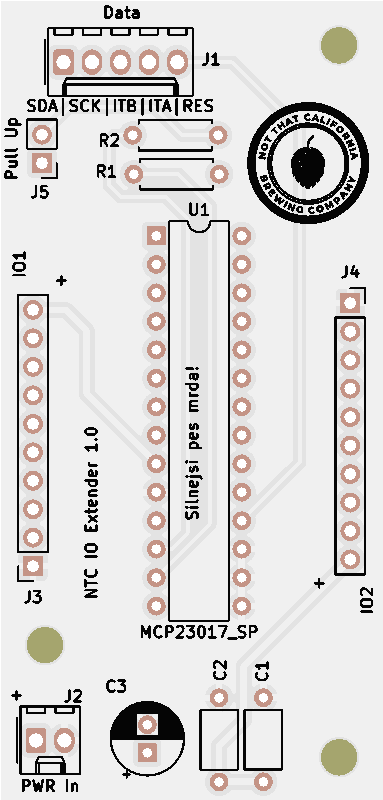 Data
J1
SDA|SCK|ITB|ITA|RES
Pull Up
R2
R1
J5
NOT THAT CALIFORNIA
BREWING COMPANY
U1
IO1
+
J4
Silnejsi pes mrda!
NTC IO Extender 1.0
J3
+
IO2
MCP23017_SP
C2
C1
C3
+
J2
+
PWR In